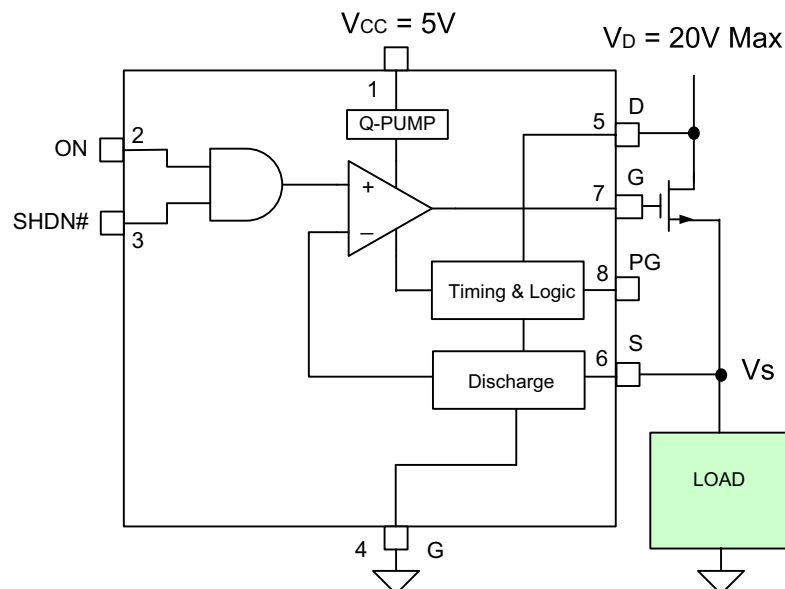 VCC = 5V
VD = 20V Max
1
Q-PUMP
D
5
2
ON
+
G
7
SHDN#
3
–
PG
8
Timing & Logic
S
6
Vs
Discharge
LOAD
4
G